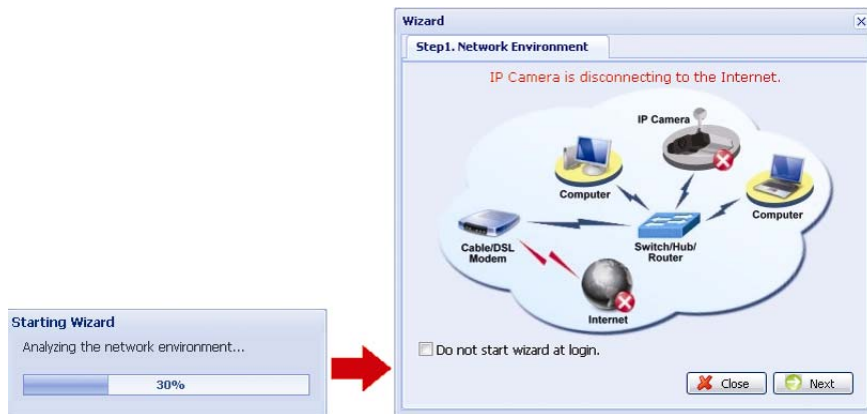 Starting Wizard
Analyzing the network environment...
30%
Wizard
Step1. Network Environment
IP Camera is disconnecting to the Internet.
IP Camera
Computer
Computer
Cable/DSL
Modem
Switch/Hub/
Router
Internet
Do not start wizard at login.
Close
Next